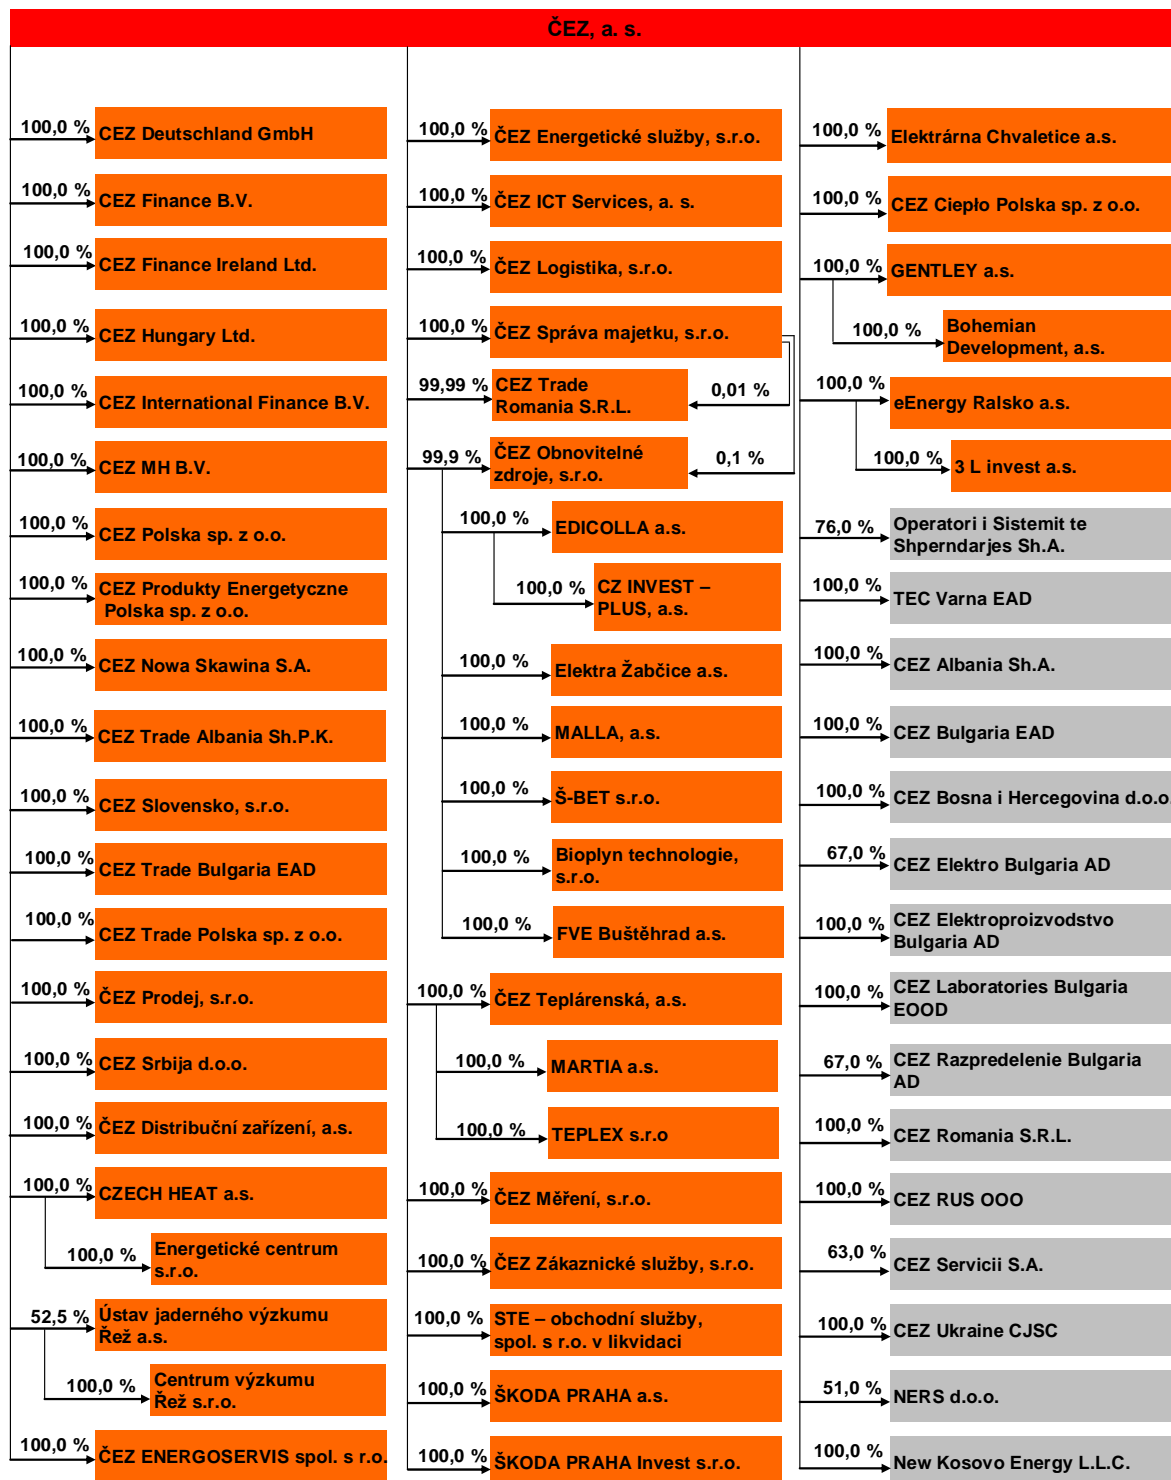 ČEZ, a. s.
100,0 %
CEZ Deutschland GmbH
100,0 %
CEZ Finance B.V.
100,0 %
CEZ Finance Ireland Ltd.
100,0 %
CEZ Hungary Ltd.
100,0 %
CEZ International Finance B.V.
100,0 %
CEZ MH B.V.
100,0 %
CEZ Polska sp. z o.o.
100,0 %
CEZ Produkty Energetyczne
Polska sp. z o.o.
100,0 %
CEZ Nowa Skawina S.A.
100,0 %
CEZ Trade Albania Sh.P.K.
100,0 %
CEZ Slovensko, s.r.o.
100,0 %
CEZ Trade Bulgaria EAD
100,0 %
CEZ Trade Polska sp. z o.o.
100,0 %
ČEZ Prodej, s.r.o.
100,0 %
CEZ Srbija d.o.o.
100,0 %
ČEZ Distribuční zařízení, a.s.
100,0 %
CZECH HEAT a.s.
100,0 %
Energetické centrum
s.r.o.
52,5 %
Ústav jaderného výzkumu
Řež a.s.
100,0 %
Centrum výzkumu
Řež s.r.o.
100,0 %
ČEZ ENERGOSERVIS spol. s r.o.
100,0 %
ČEZ Energetické služby, s.r.o.
100,0 %
ČEZ ICT Services, a. s.
100,0 %
ČEZ Logistika, s.r.o.
100,0 %
ČEZ Správa majetku, s.r.o.
99,99 %
CEZ Trade
Romania S.R.L.
0,01 %
99,9 %
ČEZ Obnovitelné
zdroje, s.r.o.
0,1 %
100,0 %
EDICOLLA a.s.
100,0 %
CZ INVEST –
PLUS, a.s.
100,0 %
Elektra Žabčice a.s.
100,0 %
MALLA, a.s.
100,0 %
Š-BET s.r.o.
100,0 %
Bioplyn technologie,
s.r.o.
100,0 %
FVE Buštěhrad a.s.
100,0 %
ČEZ Teplárenská, a.s.
100,0 %
MARTIA a.s.
100,0 %
TEPLEX s.r.o
100,0 %
ČEZ Měření, s.r.o.
100,0 %
ČEZ Zákaznické služby, s.r.o.
100,0 %
STE – obchodní služby,
spol. s r.o. v likvidaci
100,0 %
ŠKODA PRAHA a.s.
100,0 %
ŠKODA PRAHA Invest s.r.o.
100,0 %
Elektrárna Chvaletice a.s.
100,0 %
CEZ Ciepło Polska sp. z o.o.
100,0 %
GENTLEY a.s.
100,0 %
Bohemian
Development, a.s.
100,0 %
eEnergy Ralsko a.s.
100,0 %
3 L invest a.s.
76,0 %
Operatori i Sistemit te
Shperndarjes Sh.A.
100,0 %
TEC Varna EAD
100,0 %
CEZ Albania Sh.A.
100,0 %
CEZ Bulgaria EAD
100,0 %
CEZ Bosna i Hercegovina d.o.o.
67,0 %
CEZ Elektro Bulgaria AD
100,0 %
CEZ Elektroproizvodstvo
Bulgaria AD
100,0 %
CEZ Laboratories Bulgaria
EOOD
67,0 %
CEZ Razpredelenie Bulgaria
AD
100,0 %
CEZ Romania S.R.L.
100,0 %
CEZ RUS OOO
63,0 %
CEZ Servicii S.A.
100,0 %
CEZ Ukraine CJSC
51,0 %
NERS d.o.o.
100,0 %
New Kosovo Energy L.L.C.